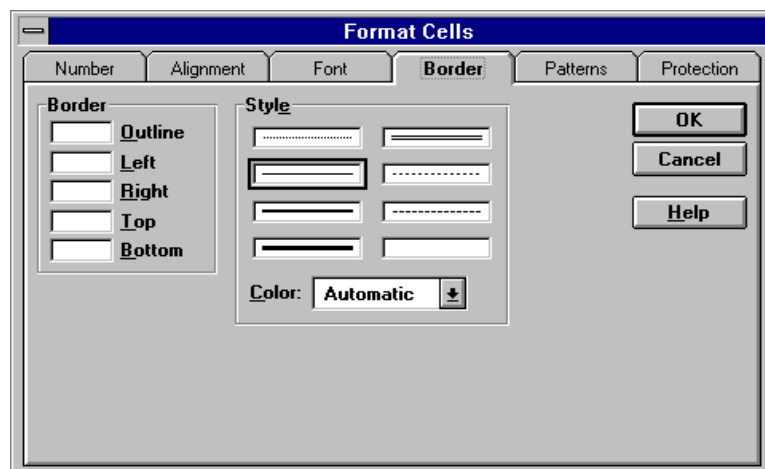 Format Cells
Number Alignment Font Border Patterns Protection
Border
Outline
Left
Right
Top
Bottom
Style
Color: Automatic
OK
Cancel
Help